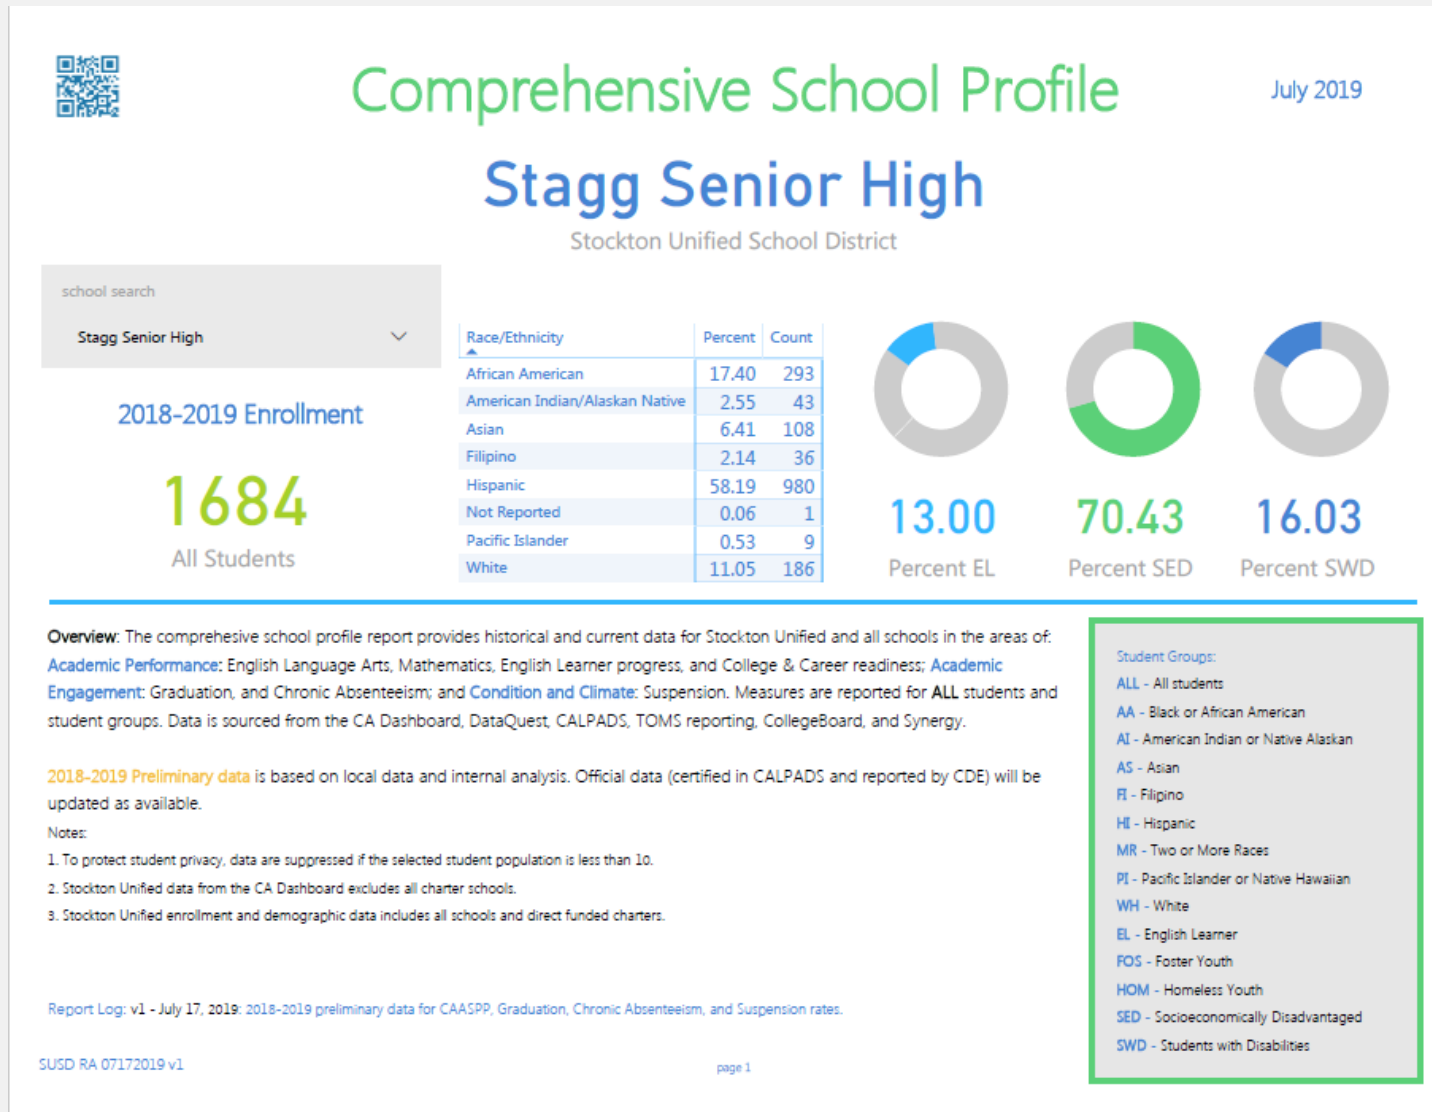 Comprehensive School Profile
July 2019
Stagg Senior High
Stockton Unified School District
school search
Stagg Senior High
2018-2019 Enrollment
1684
All Students
Race/Ethnicity Percent Count
African American 17.40 293
American Indian/Alaskan Native 2.55 43
Asian 6.41 108
Filipino 2.14 36
Hispanic 58.19 980
Not Reported 0.06 1
Pacific Islander 0.53 9
White 11.05 186
13.00 70.43 16.03
Percent EL Percent SED Percent SWD
Overview: The comprehesive school profile report provides historical and current data for Stockton Unified and all schools in the areas of:
Academic Performance: English Language Arts, Mathematics, English Learner progress, and College & Career readiness; Academic
Engagement: Graduation, and Chronic Absenteeism; and Condition and Climate: Suspension. Measures are reported for ALL students and
student groups. Data is sourced from the CA Dashboard, DataQuest, CALPADS, TOMS reporting, CollegeBoard, and Synergy.
2018-2019 Preliminary data is based on local data and internal analysis. Official data (certified in CALPADS and reported by CDE) will be
updated as available.
Notes:
1. To protect student privacy, data are suppressed if the selected student population is less than 10.
2. Stockton Unified data from the CA Dashboard excludes all charter schools.
3. Stockton Unified enrollment and demographic data includes all schools and direct funded charters.
Report Log: v1 - July 17, 2019: 2018-2019 preliminary data for CAASPP, Graduation, Chronic Absenteeism, and Suspension rates.
SUSD RA 07172019 v1
page 1
Student Groups:
ALL - All students
AA - Black or African American
AI - American Indian or Native Alaskan
AS - Asian
FI - Filipino
HI - Hispanic
MR - Two or More Races
PI - Pacific Islander or Native Hawaiian
WH - White
EL - English Learner
FOS - Foster Youth
HOM - Homeless Youth
SED - Socioeconomically Disadvantaged
SWD - Students with Disabilities